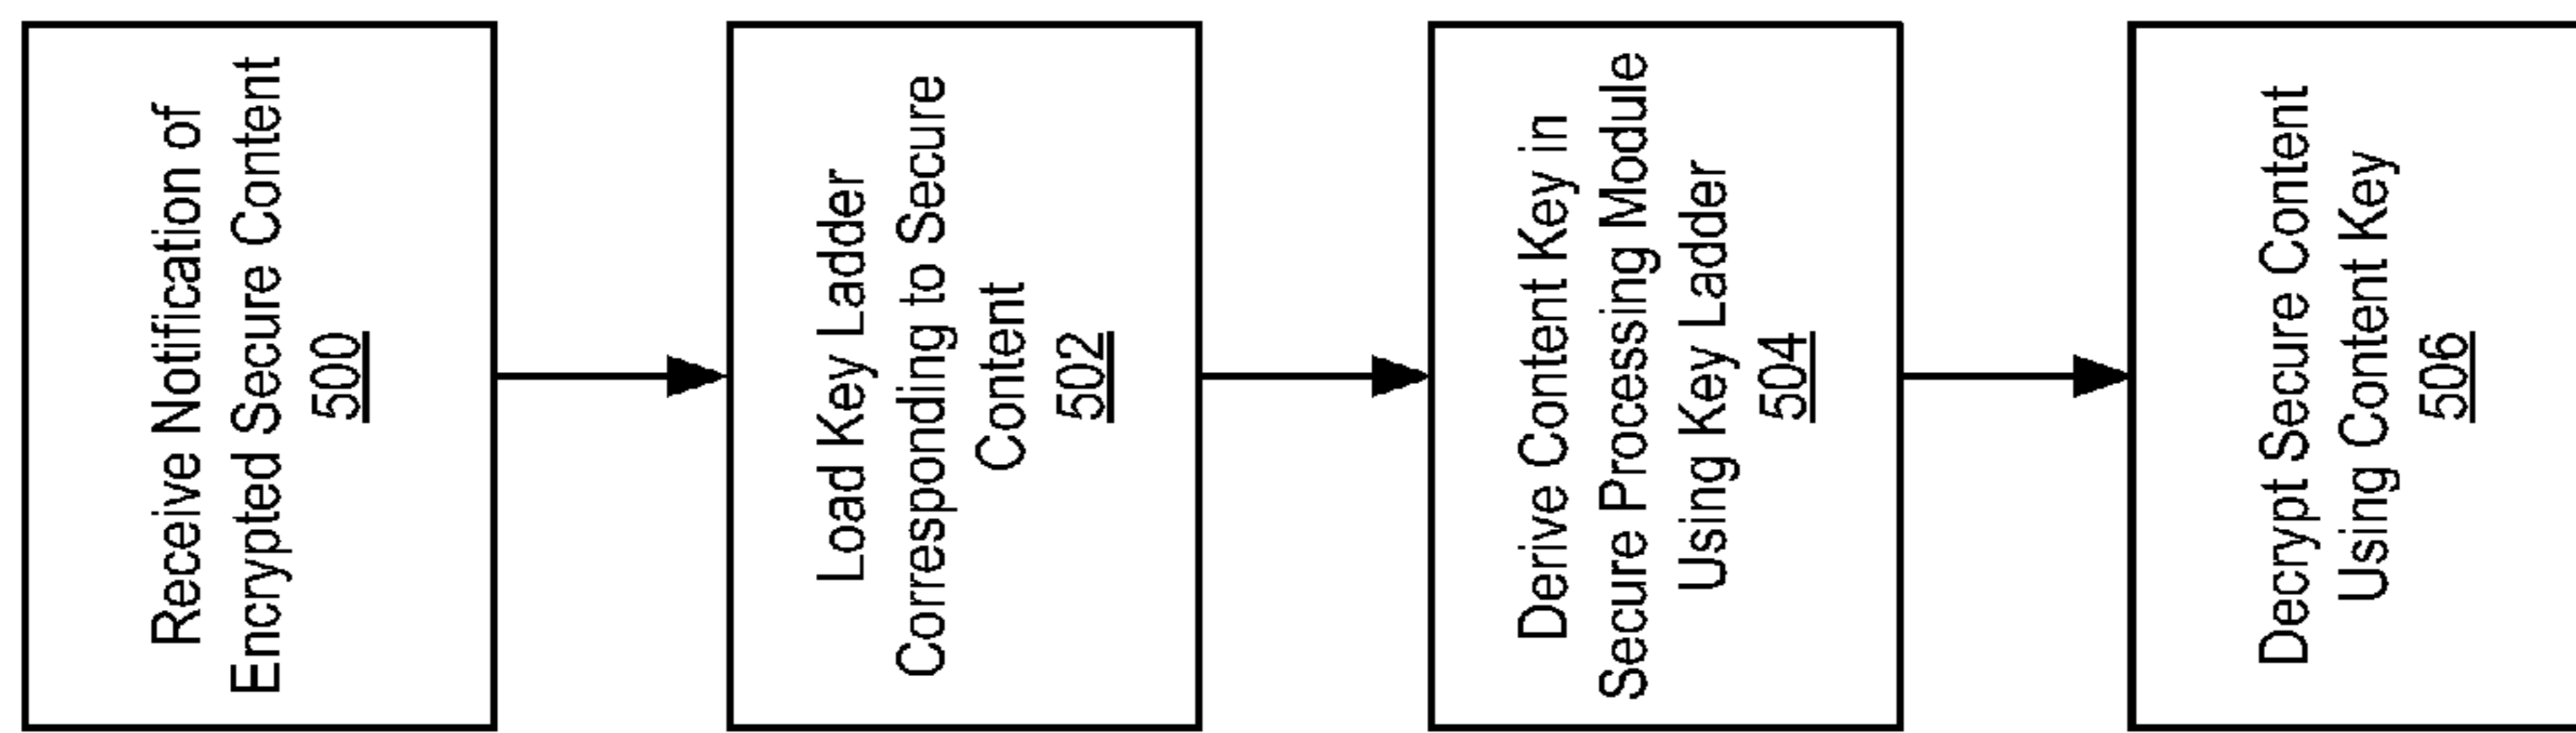 Receive Notification of
Encrypted Secure Content
500
Load Key Ladder
Corresponding to Secure
Content
502
Derive Content Key in
Secure Processing Module
Using Key Ladder
504
Decrypt Secure Content
Using Content Key
506